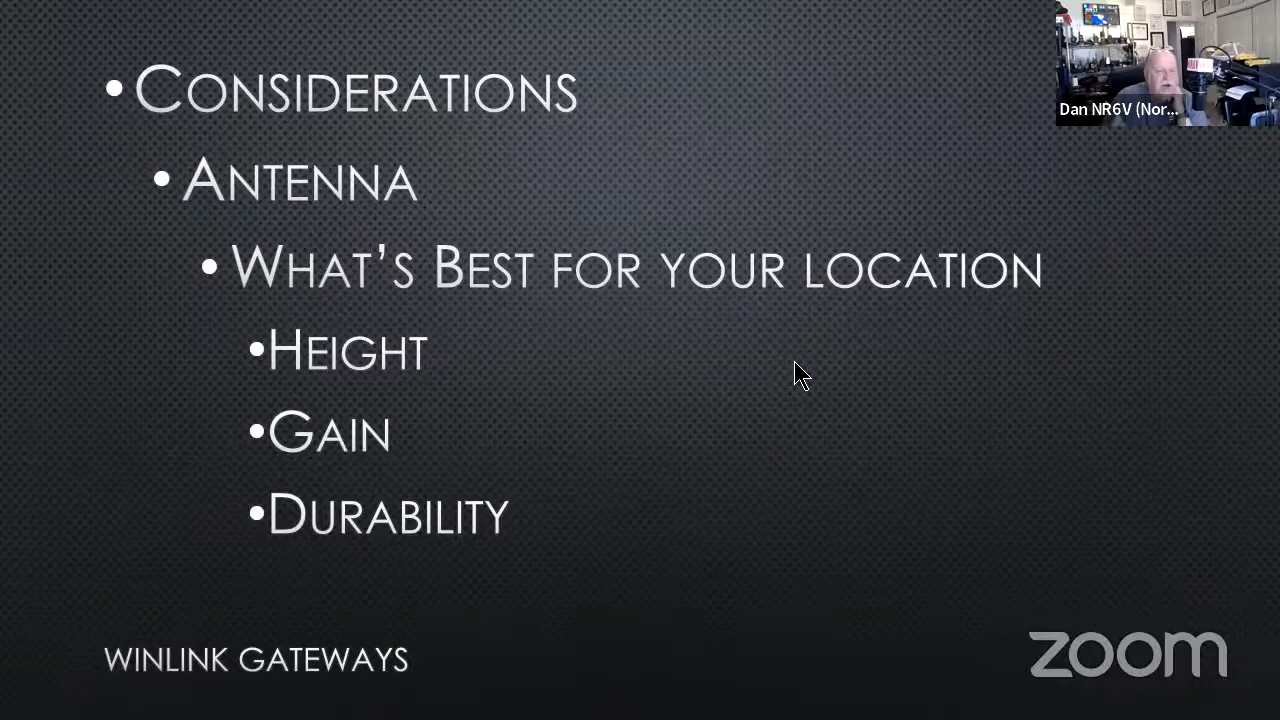 • CONSIDERATIONS
• ANTENNA
• WHAT’S BEST FOR YOUR LOCATION
•HEIGHT
•GAIN
•DURABILITY
WINLINK GATEWAYS
Dan NR6V (Nor...
zoom